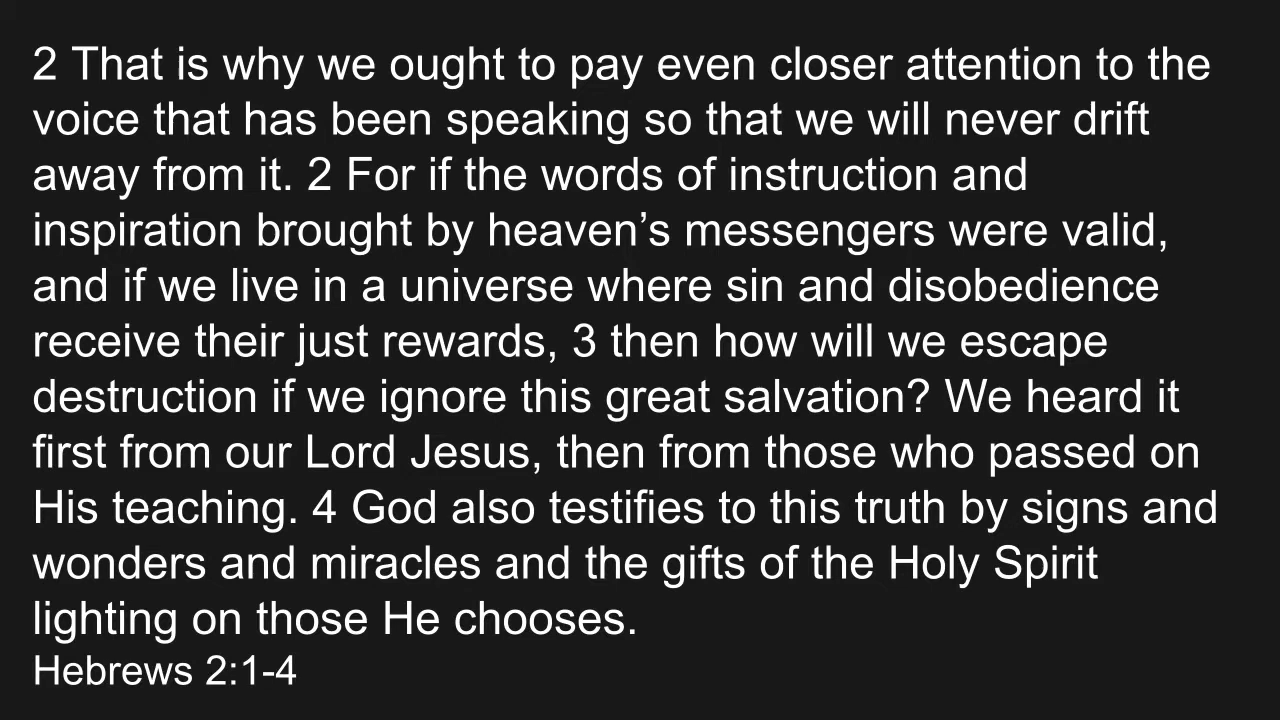 2 That is why we ought to pay even closer attention to the
voice that has been speaking so that we will never drift
away from it. 2 For if the words of instruction and
inspiration brought by heaven’s messengers were valid,
and if we live in a universe where sin and disobedience
receive their just rewards, 3 then how will we escape
destruction if we ignore this great salvation? We heard it
first from our Lord Jesus, then from those who passed on
His teaching. 4 God also testifies to this truth by signs and
wonders and miracles and the gifts of the Holy Spirit
lighting on those He chooses.
Hebrews 2:1-4